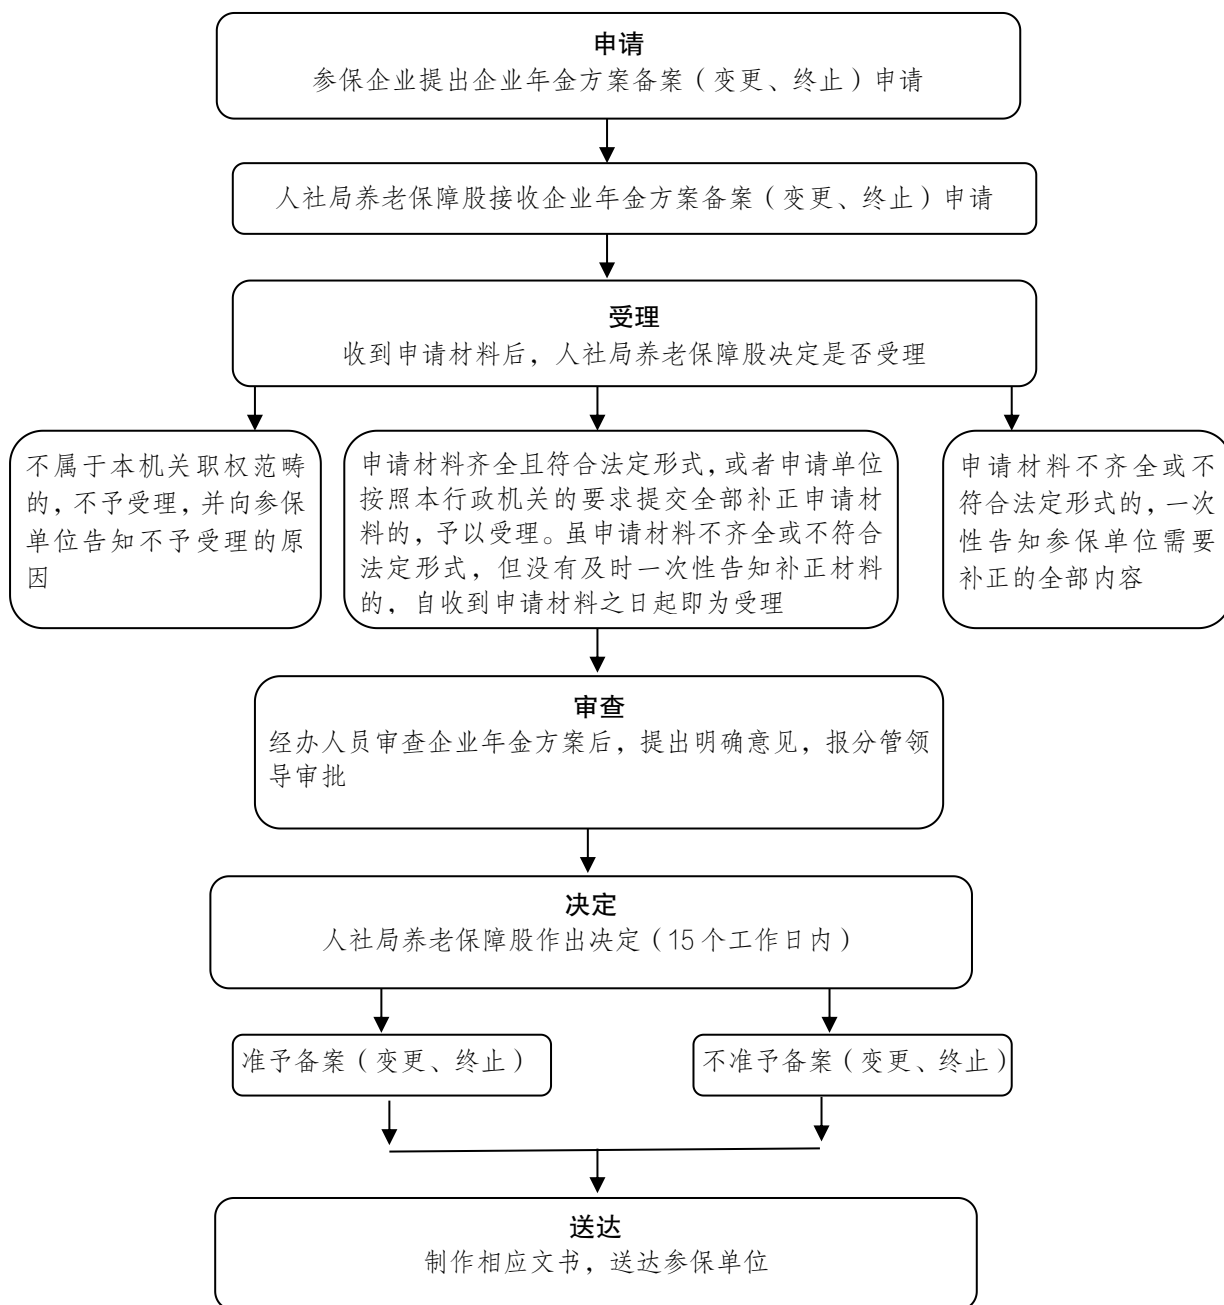 申请
参保企业提出企业年金方案备案（变更、终止）申请
人社局养老保障股接收企业年金方案备案（变更、终止）申请
受理
收到申请材料后，人社局养老保障股决定是否受理
不属于本机关职权范畴
的，不予受理，并向参保
单位告知不予受理的原
因
申请材料齐全且符合法定形式，或者申请单位
按照本行政机关的要求提交全部补正申请材
料的，予以受理。虽申请材料不齐全或不符合
法定形式，但没有及时一次性告知补正材料
的，自收到申请材料之日起即为受理
申请材料不齐全或不
符合法定形式的，一次
性告知参保单位需要
补正的全部内容
审查
经办人员审查企业年金方案后，提出明确意见，报分管领
导审批
决定
人社局养老保障股作出决定（15个工作日内）
准予备案（变更、终止）
不准予备案（变更、终止）
送达
制作相应文书，送达参保单位